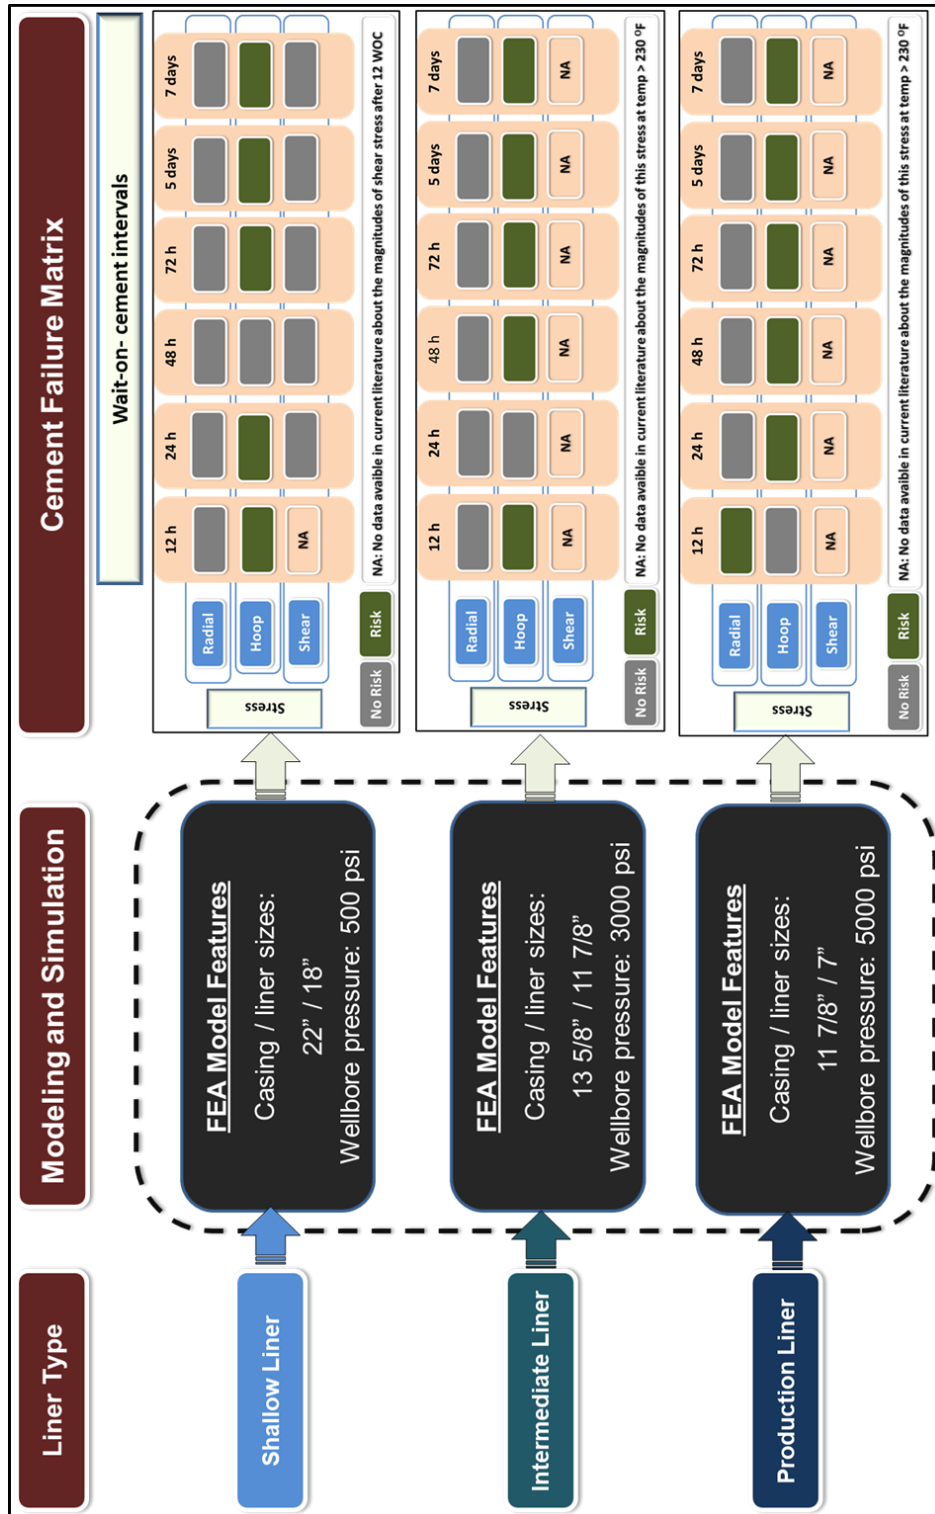 Liner Type
Modeling and Simulation
Cement Failure Matrix
Wait-on- cement intervals
Shallow Liner
FEA Model Features
Casing / liner sizes:
22” / 18”
Wellbore pressure: 500 psi
Stress
12 h
24 h
48 h
72 h
5 days
7 days
Radial
Hoop
Shear
NA
No Risk
Risk
NA: No data avaible in current literature about the magnitudes of shear stress after 12 WOC
Intermediate Liner
FEA Model Features
Casing / liner sizes:
13 5/8” / 11 7/8”
Wellbore pressure: 3000 psi
Stress
12 h
24 h
48 h
72 h
5 days
7 days
Radial
Hoop
Shear
NA
NA
NA
NA
NA
NA
No Risk
Risk
NA: No data avaible in current literature about the magnitudes of this stress at temp > 230 ºF
Production Liner
FEA Model Features
Casing / liner sizes:
11 7/8” / 7”
Wellbore pressure: 5000 psi
Stress
12 h
24 h
48 h
72 h
5 days
7 days
Radial
Hoop
Shear
NA
NA
NA
NA
NA
NA
No Risk
Risk
NA: No data avaible in current literature about the magnitudes of this stress at temp > 230 ºF